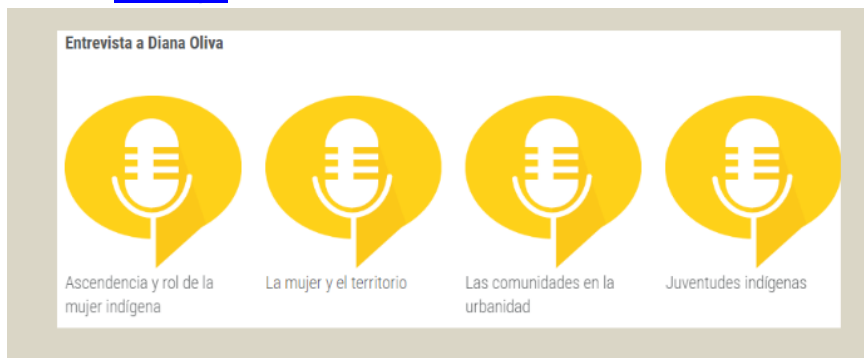 Entrevista a Diana Oliva
Ascendencia y rol de la
mujer indígena
La mujer y el territorio
Las comunidades en la
urbanidad
Juventudes indígenas